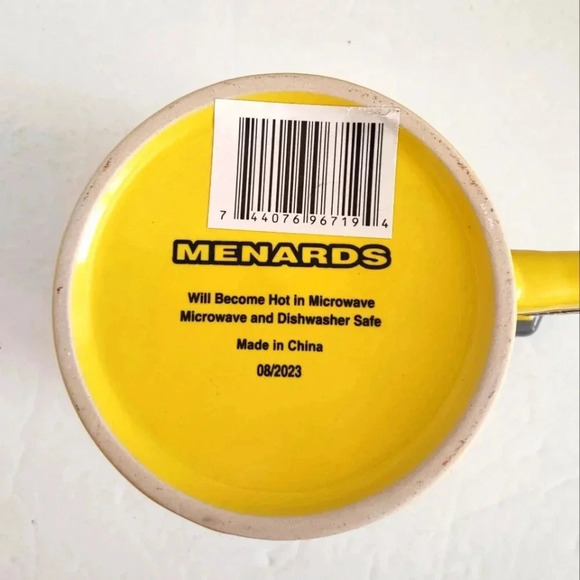 7 44076 96719 4
MENARDS
Will Become Hot in Microwave
Microwave and Dishwasher Safe
Made in China
08/2023